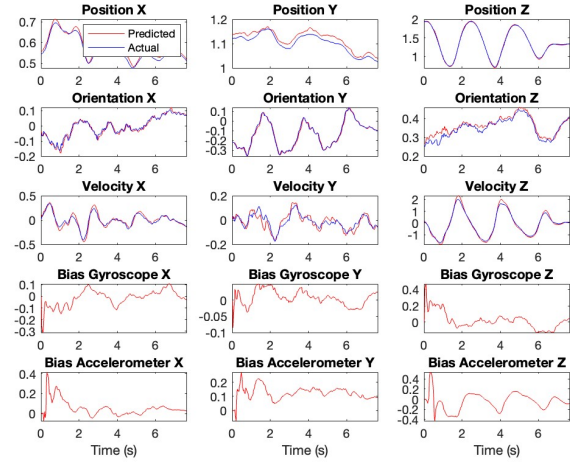 Position X
Position Y
Position Z
0.7
0.6
0.5
Predicted
Actual
0 2 4 6
1.2
1.1
1
0 2 4 6
2
1.5
1
0 2 4 6
Orientation X
Orientation Y
Orientation Z
0.1
0
-0.1
-0.2
0 2 4 6
0.1
0
-0.1
-0.2
-0.3
0 2 4 6
0.4
0.3
0.2
0 2 4 6
Velocity X
Velocity Y
Velocity Z
0.5
0
-0.5
0 2 4 6
0.2
0
-0.2
0 2 4 6
2
1
0
-1
0 2 4 6
Bias Gyroscope X
Bias Gyroscope Y
Bias Gyroscope Z
0.1
0
-0.1
-0.2
-0.3
0 2 4 6
0
-0.05
-0.1
0 2 4 6
0.4
0.2
0
0 2 4 6
Bias Accelerometer X
Bias Accelerometer Y
Bias Accelerometer Z
0.4
0.2
0
0 2 4 6
Time (s)
0.2
0.1
0
0 2 4 6
Time (s)
0.4
0.2
0
-0.2
-0.4
0 2 4 6
Time (s)